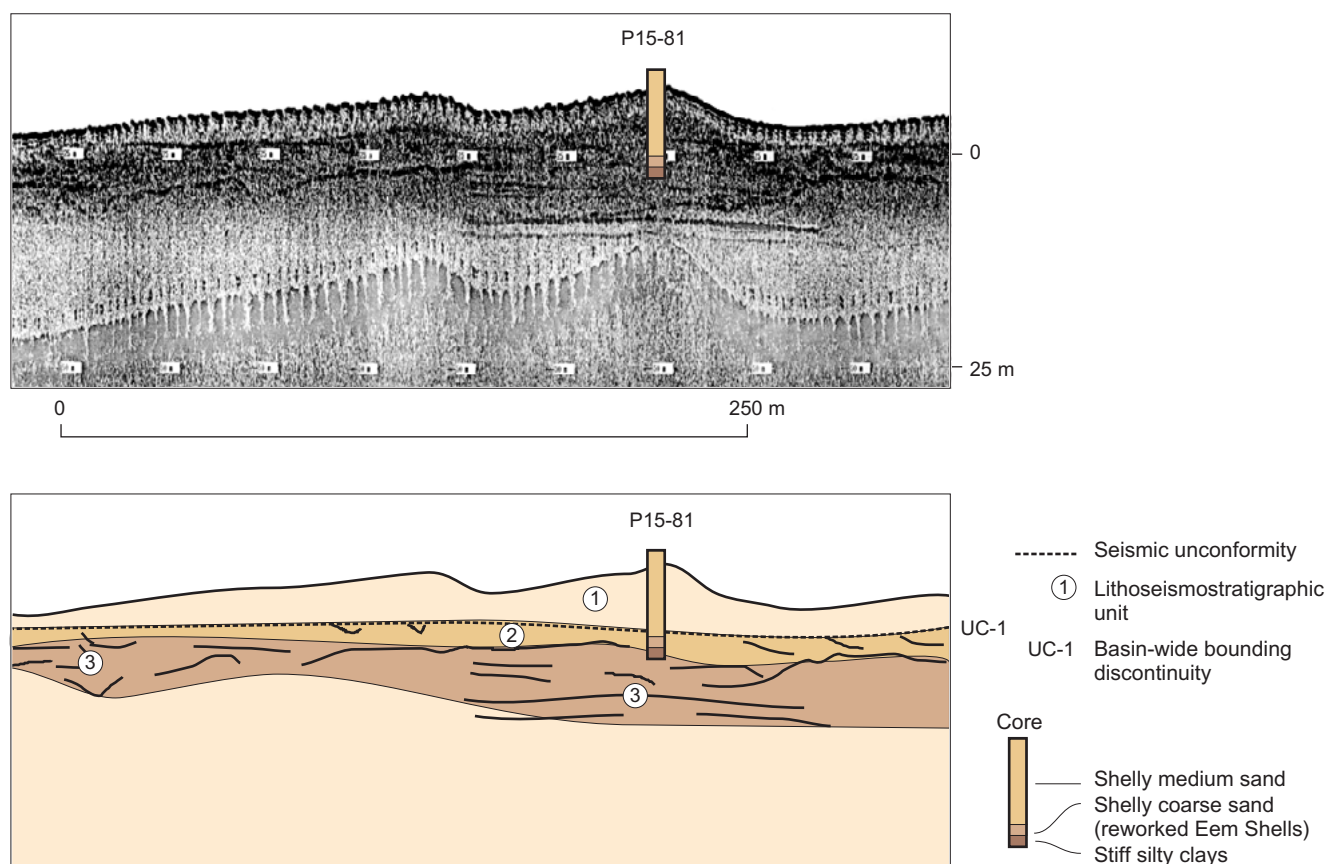 P15-81
0
25 m
0
250 m
P15-81
1
2
3
3
UC-1
Seismic unconformity
1 Lithoseismostratigraphic
unit
UC-1 Basin-wide bounding
discontinuity
Core
Shelly medium sand
Shelly coarse sand
(reworked Eem Shells)
Stiff silty clays